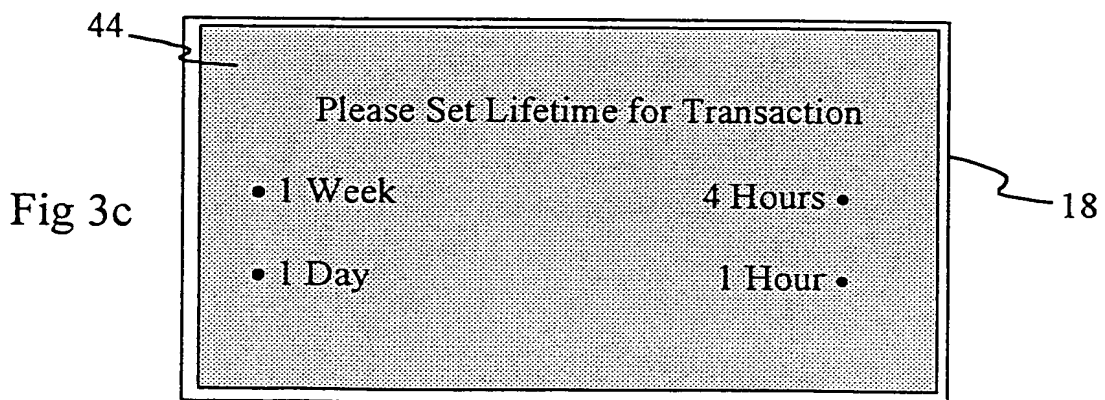 44
Please Set Lifetime for Transaction
• 1 Week 4 Hours •
Fig 3c
18
• 1 Day 1 Hour •